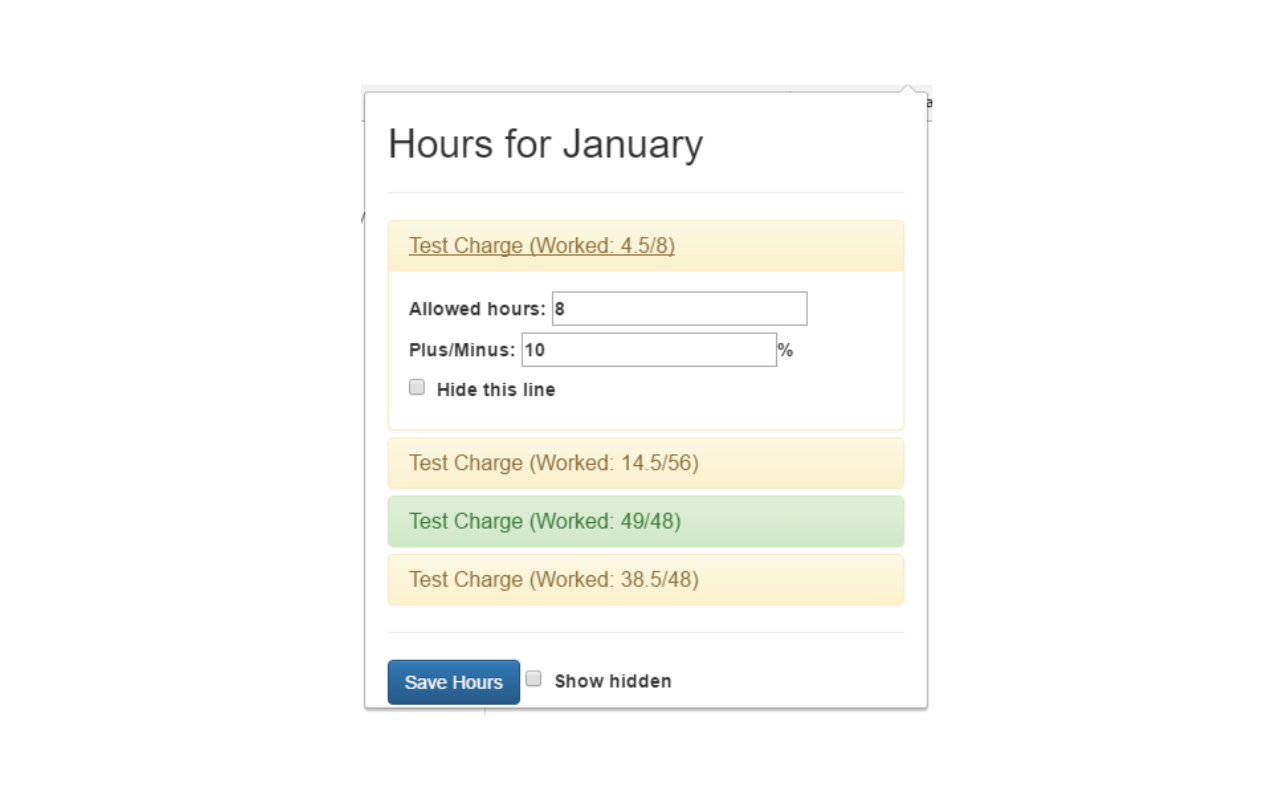 Hours for January
Test Charge (Worked: 4.5/8)
Allowed hours: 8
Plus/Minus: 10%
Hide this line
Test Charge (Worked: 14.5/56)
Test Charge (Worked: 49/48)
Test Charge (Worked: 38.5/48)
Save Hours Show hidden